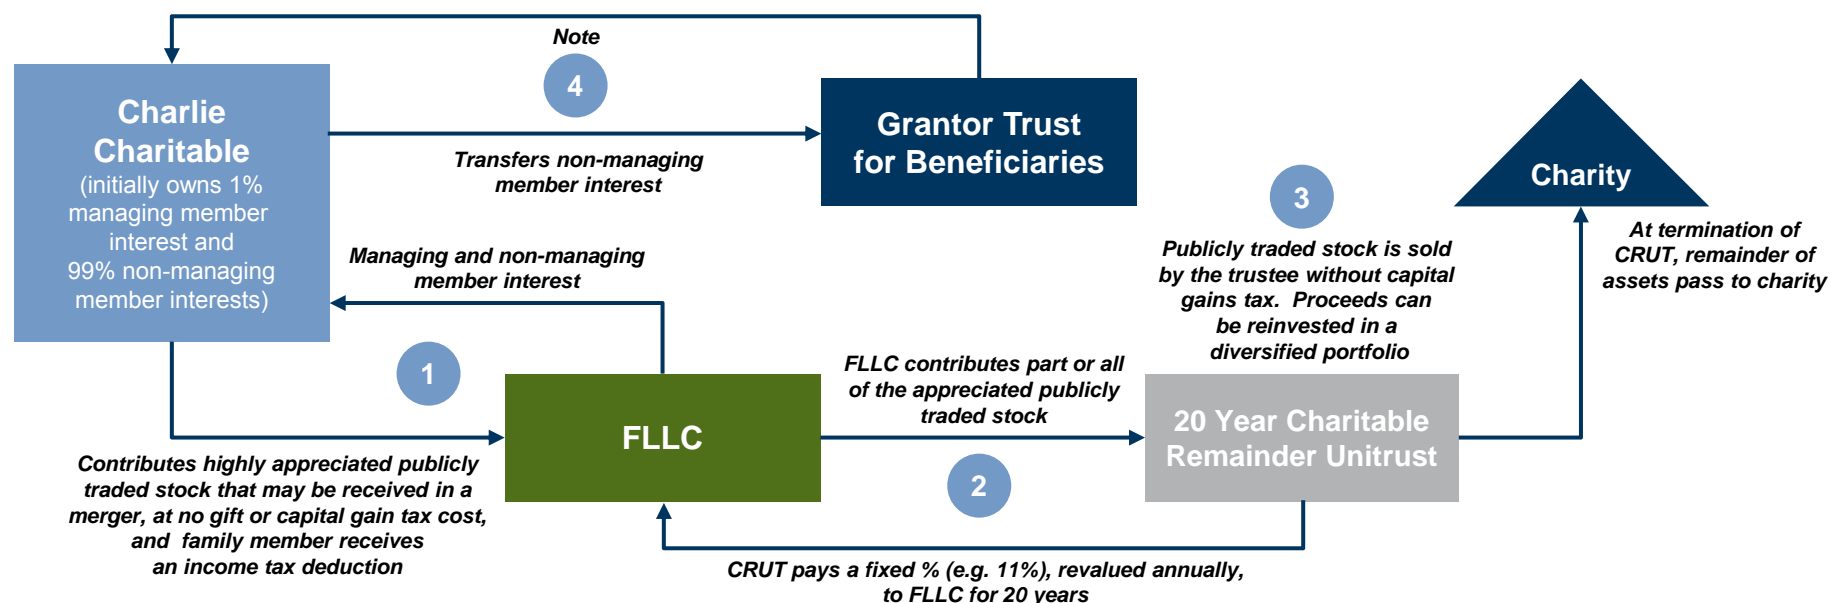 Note
4
Charlie
Charitable
(initially owns 1%
managing member
interest and
99% non-managing
member interests)
Transfers non-managing
member interest
Grantor Trust
for Beneficiaries
Charity
3
Publicly traded stock is sold
by the trustee without capital
gains tax. Proceeds can
be reinvested in a
diversified portfolio
At termination of
CRUT, remainder of
assets pass to charity
Managing and non-managing
member interest
1
Contributes highly appreciated publicly
traded stock that may be received in a
merger, at no gift or capital gain tax cost,
and family member receives
an income tax deduction
FLLC
FLLC contributes part or all
of the appreciated publicly
traded stock
2
20 Year Charitable
Remainder Unitrust
CRUT pays a fixed % (e.g. 11%), revalued annually,
to FLLC for 20 years